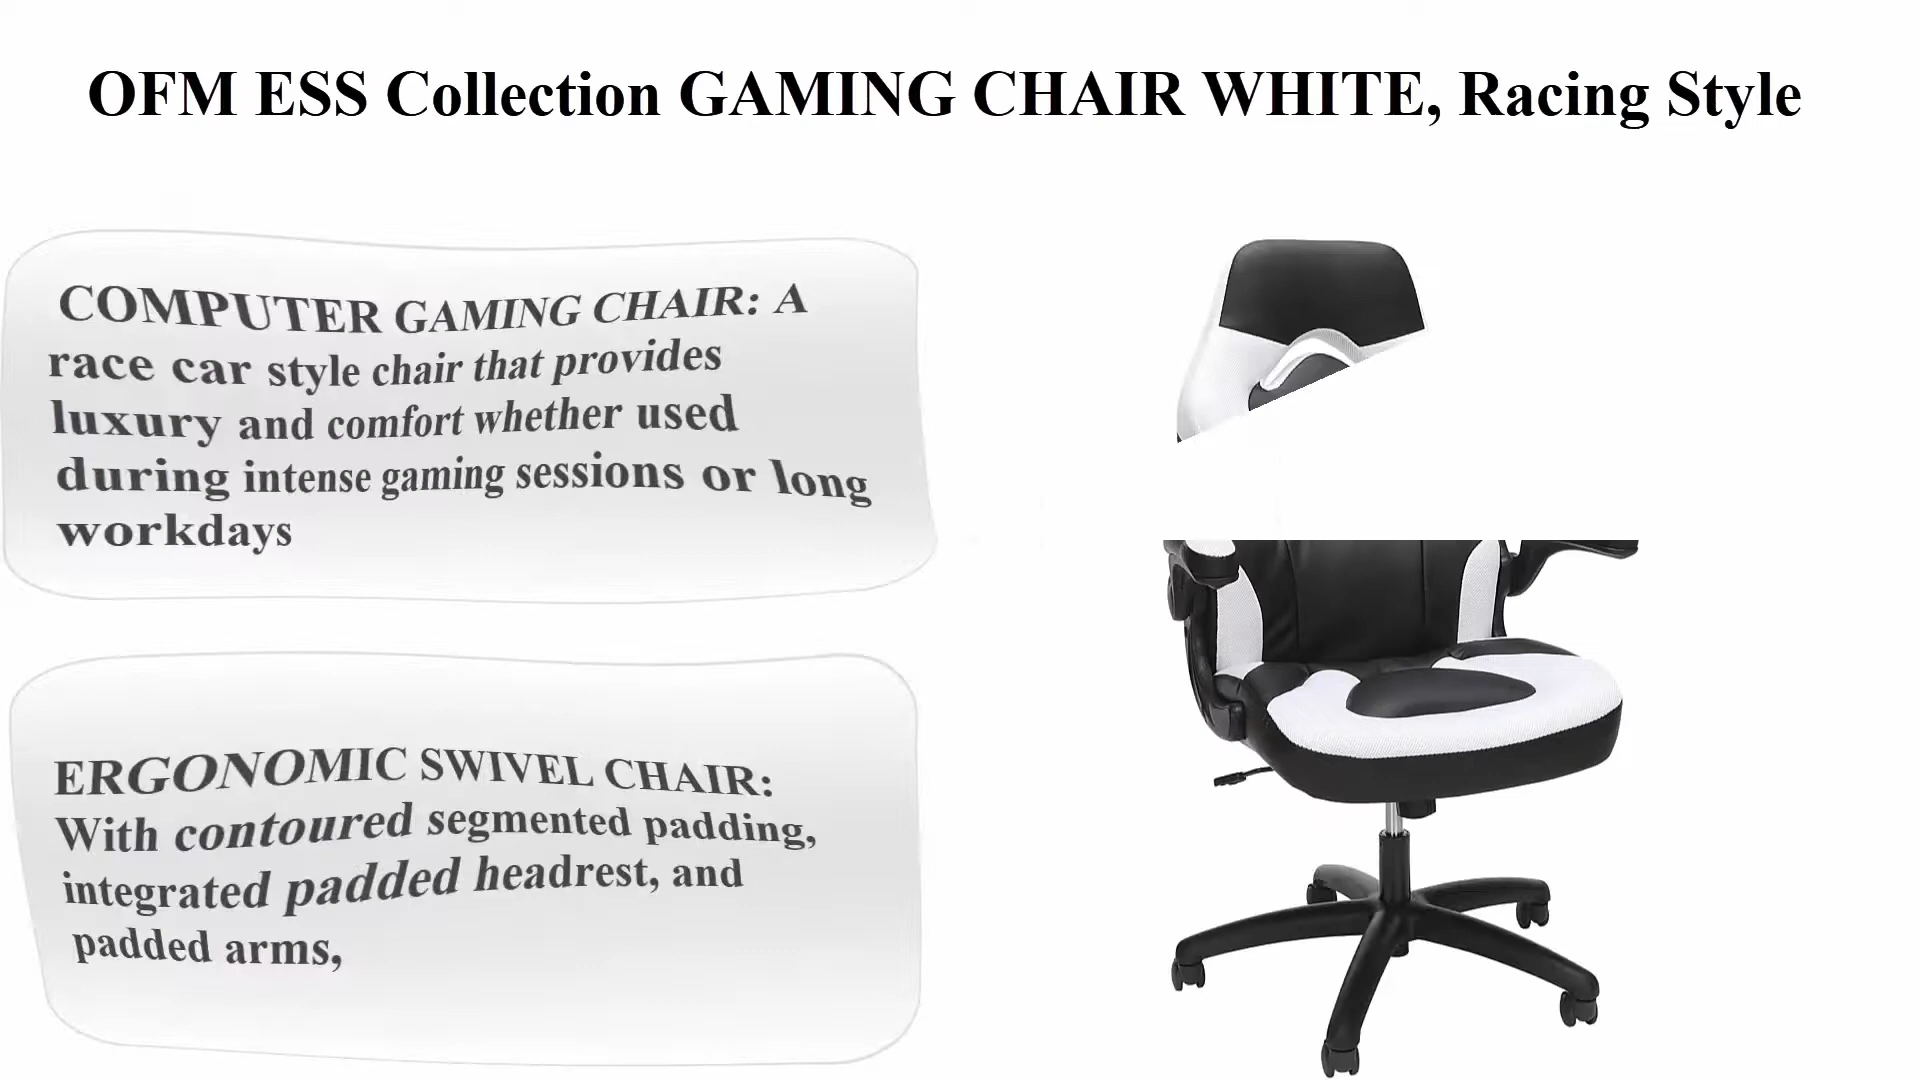 OFM ESS Collection GAMING CHAIR WHITE, Racing Style
COMPUTER GAMING CHAIR: A
race car style chair that provides
luxury and comfort whether used
during intense gaming sessions or long
workdays
ERGONOMIC SWIVEL CHAIR:
With contoured segmented padding,
integrated padded headrest, and
padded arms,